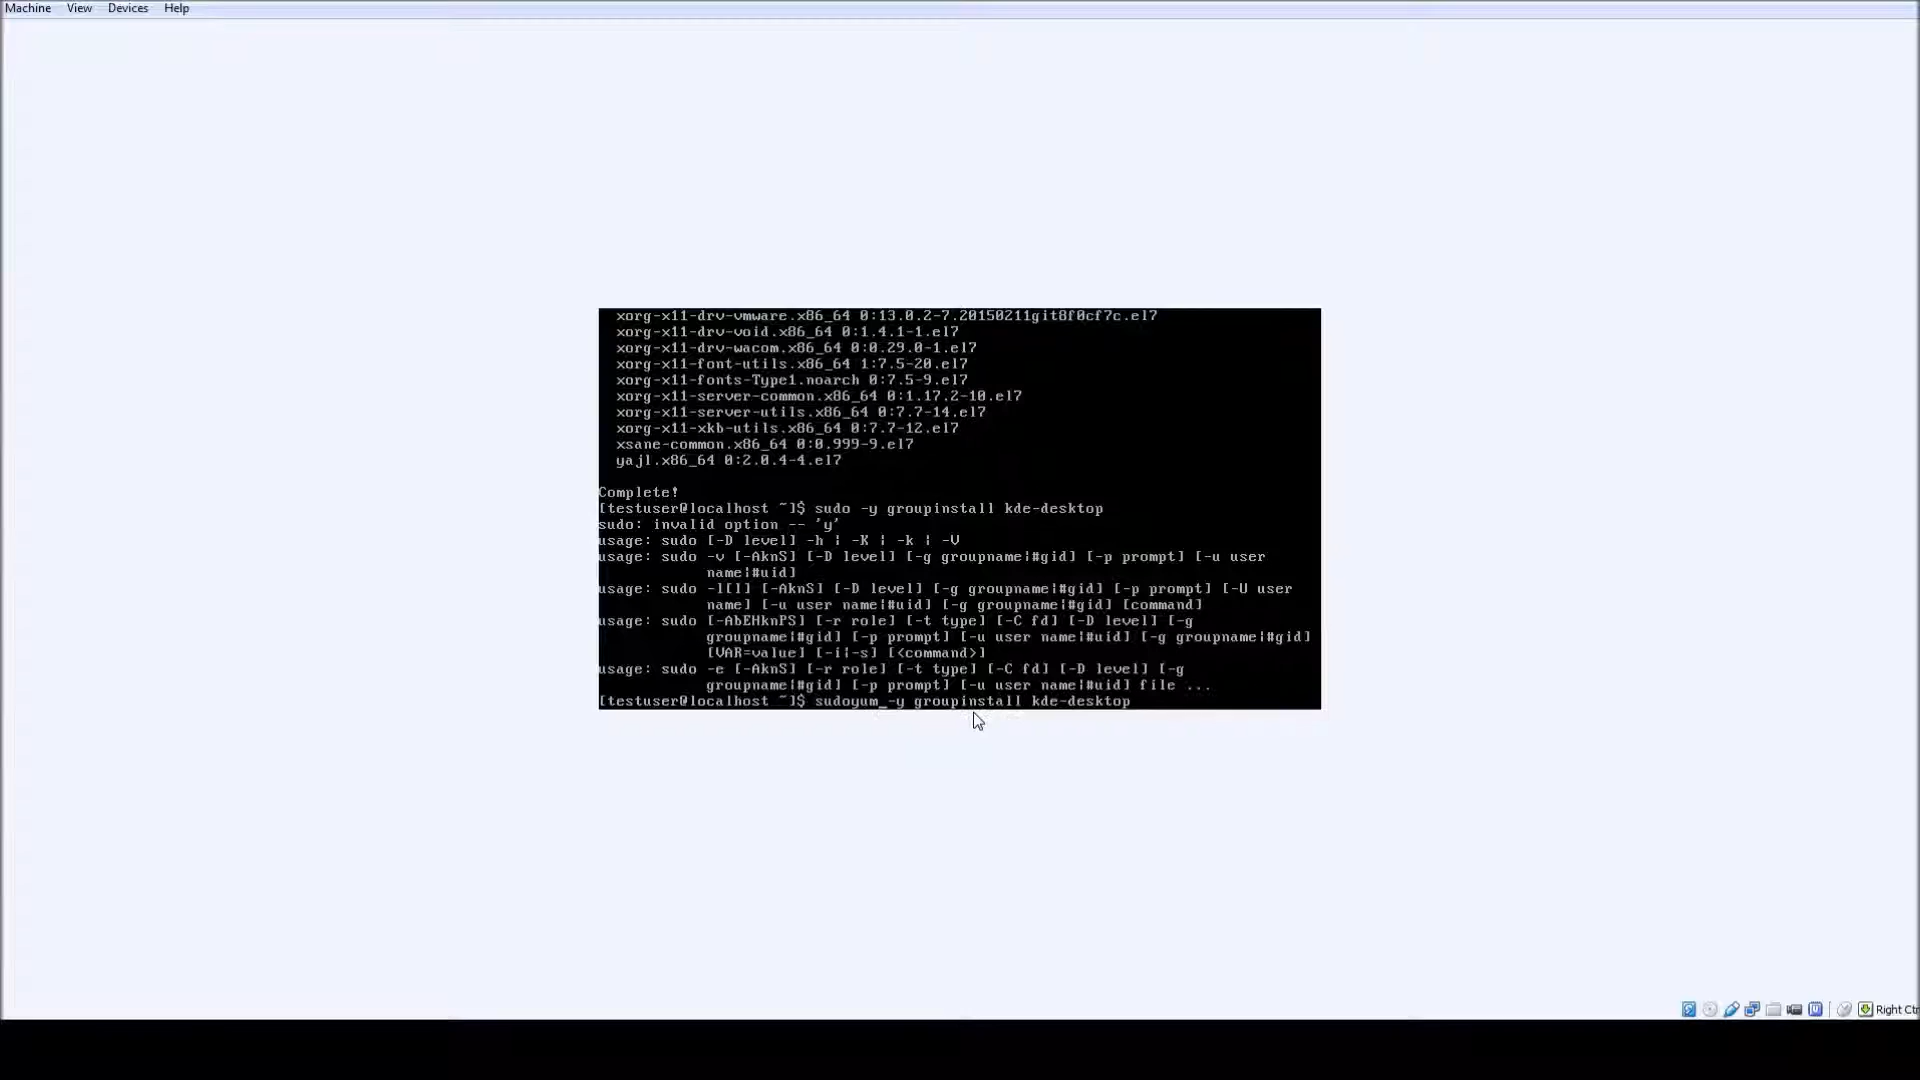 Machine View Devices Help
xorg-x11-drv-vmware.x86_64 0:13.0.2-7.20150211git8f0cf7c.el7
xorg-x11-drv-void.x86_64 0:1.4.1-1.el7
xorg-x11-drv-wacom.x86_64 0:0.29.0-1.el7
xorg-x11-font-utils.x86_64 1:7.5-20.el7
xorg-x11-fonts-Type1.noarch 0:7.5-9.el7
xorg-x11-server-common.x86_64 0:1.17.2-10.el7
xorg-x11-server-utils.x86_64 0:7.7-14.el7
xorg-x11-xkb-utils.x86_64 0:7.7-12.el7
xsane-common.x86_64 0:0.999-9.el7
yajl.x86_64 0:2.0.4-4.el7
Complete!
[testuser@localhost ~]$ sudo -y groupinstall kde-desktop
sudo: invalid option -- 'y'
usage: sudo [-D level] -h | -K | -k | -V
usage: sudo -v [-AknS] [-D level] [-g groupname|#gid] [-p prompt] [-u user
name|#uid]
usage: sudo -l[l] [-AknS] [-D level] [-g groupname|#gid] [-p prompt] [-U user
name] [-u user name|#uid] [-g groupname|#gid] [command]
usage: sudo [-AbEHknPS] [-r role] [-t type] [-C fd] [-D level] [-g
groupname|#gid] [-p prompt] [-u user name|#uid] [-g groupname|#gid]
[VAR=value] [-i|-s] [<command>]
usage: sudo -e [-AknS] [-r role] [-t type] [-C fd] [-D level] [-g
groupname|#gid] [-p prompt] [-u user name|#uid] file ...
[testuser@localhost ~]$ sudoyum_-y groupinstall kde-desktop
Right Ctr